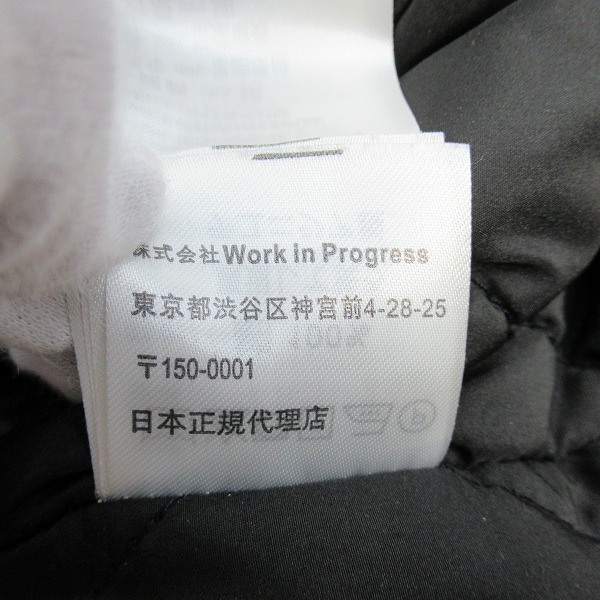 株式会社Work in Progress
東京都渋谷区神宮前4-28-25
〒150-0001
日本正規代理店